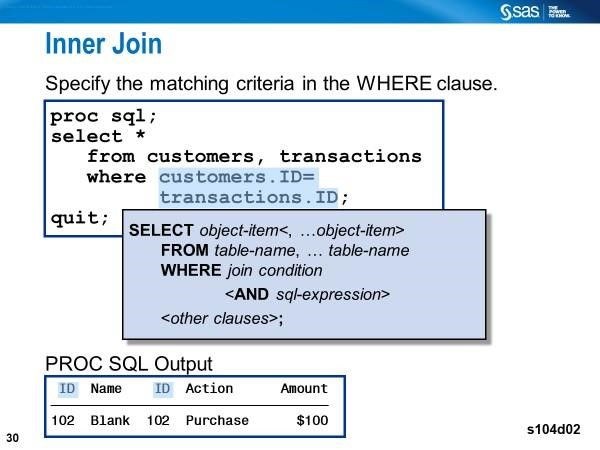 sas THE POWER TO KNOW.
Inner Join
Specify the matching criteria in the WHERE clause.
proc sql;
select *
from customers, transactions
where customers.ID=
transactions.ID;
quit;
SELECT object-item<, …object-item>
FROM table-name, … table-name
WHERE join condition
<AND sql-expression>
<other clauses>;
PROC SQL Output
ID Name ID Action Amount
102 Blank 102 Purchase $100
30
s104d02